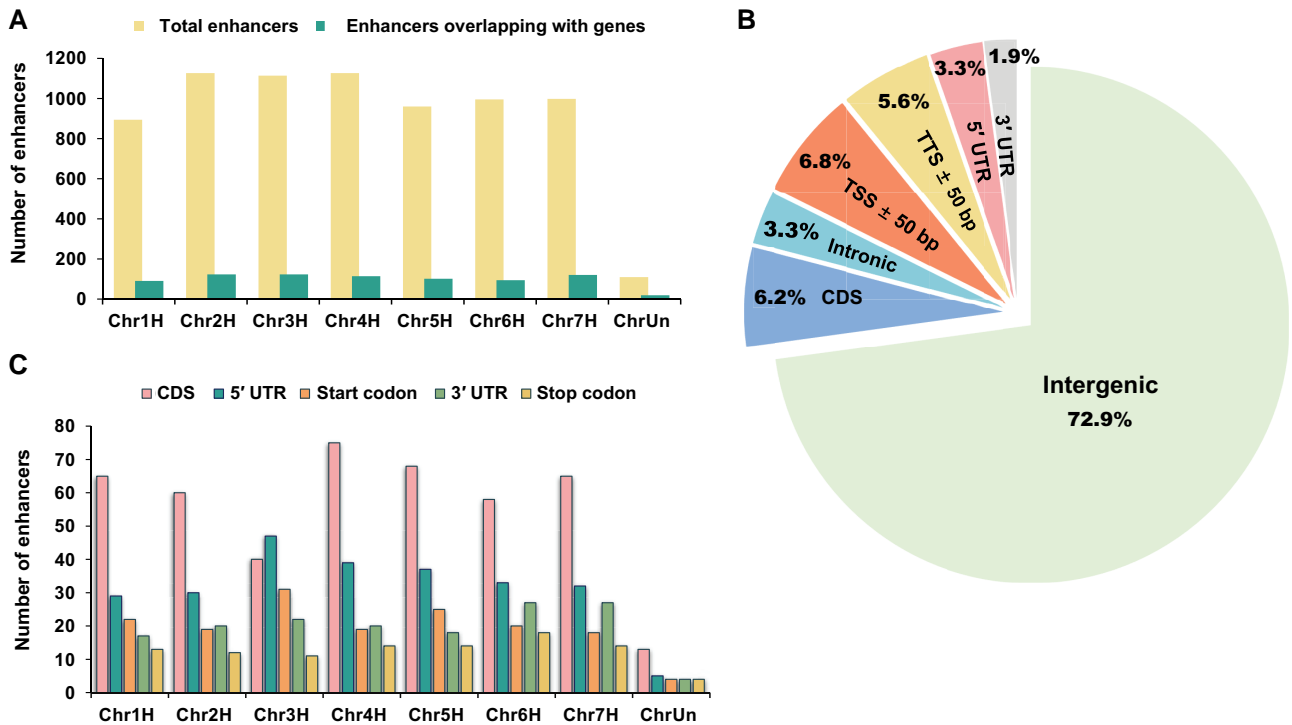 A
Total enhancers
Enhancers overlapping with genes
Number of enhancers
1200
1000
800
600
400
200
0
Chr1H
Chr2H
Chr3H
Chr4H
Chr5H
Chr6H
Chr7H
ChrUn
B
1.9%
3′ UTR
3.3%
5′ UTR
5.6%
TTS ± 50 bp
6.8%
TSS ± 50 bp
3.3%
Intronic
6.2%
CDS
Intergenic
72.9%
C
CDS
5′ UTR
Start codon
3′ UTR
Stop codon
Number of enhancers
80
70
60
50
40
30
20
10
0
Chr1H
Chr2H
Chr3H
Chr4H
Chr5H
Chr6H
Chr7H
ChrUn